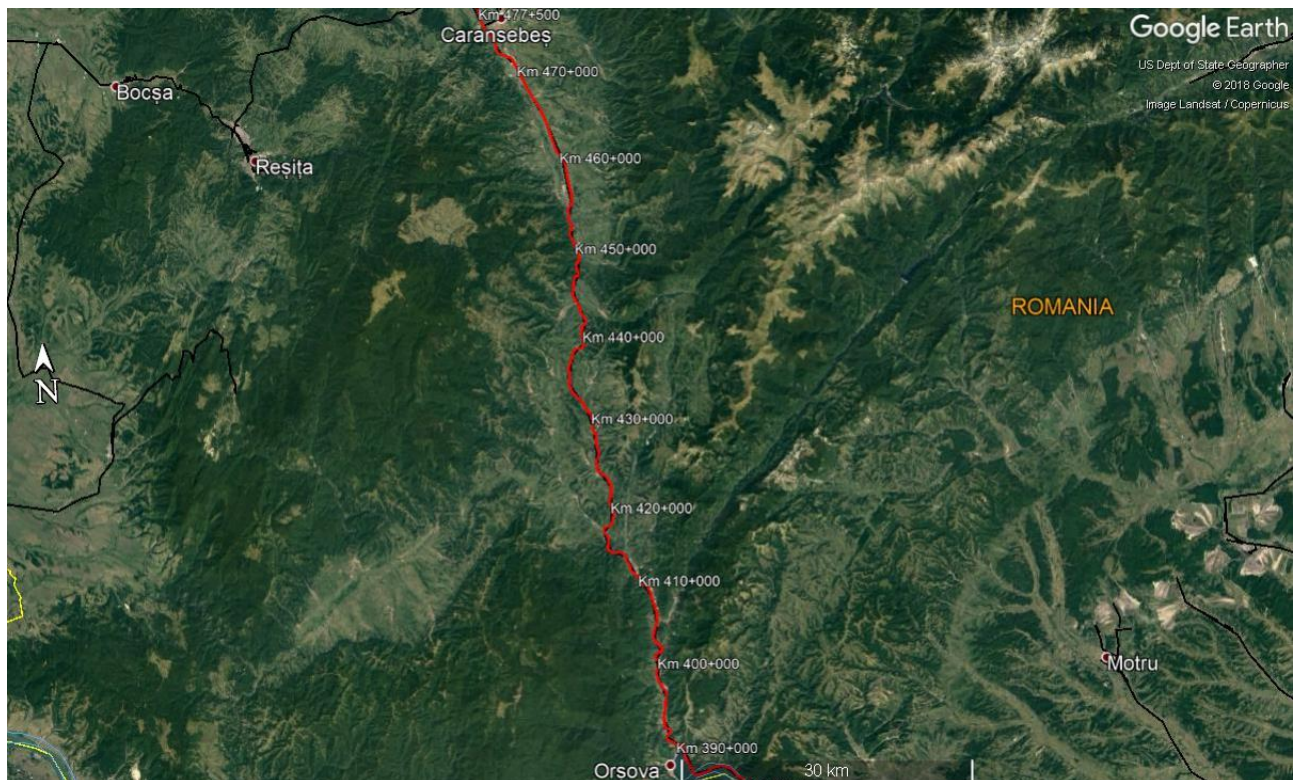 Km 477+500
Caransebeș
Google Earth
US Dept of State Geographer
© 2018 Google
Image Landsat / Copernicus
Km 470+000
Bocșa
Km 460+000
Reșița
Km 450+000
ROMANIA
Km 440+000
N
Km 430+000
Km 420+000
Km 410+000
Km 400+000
Motru
Km 390+000
Orsova
30 km